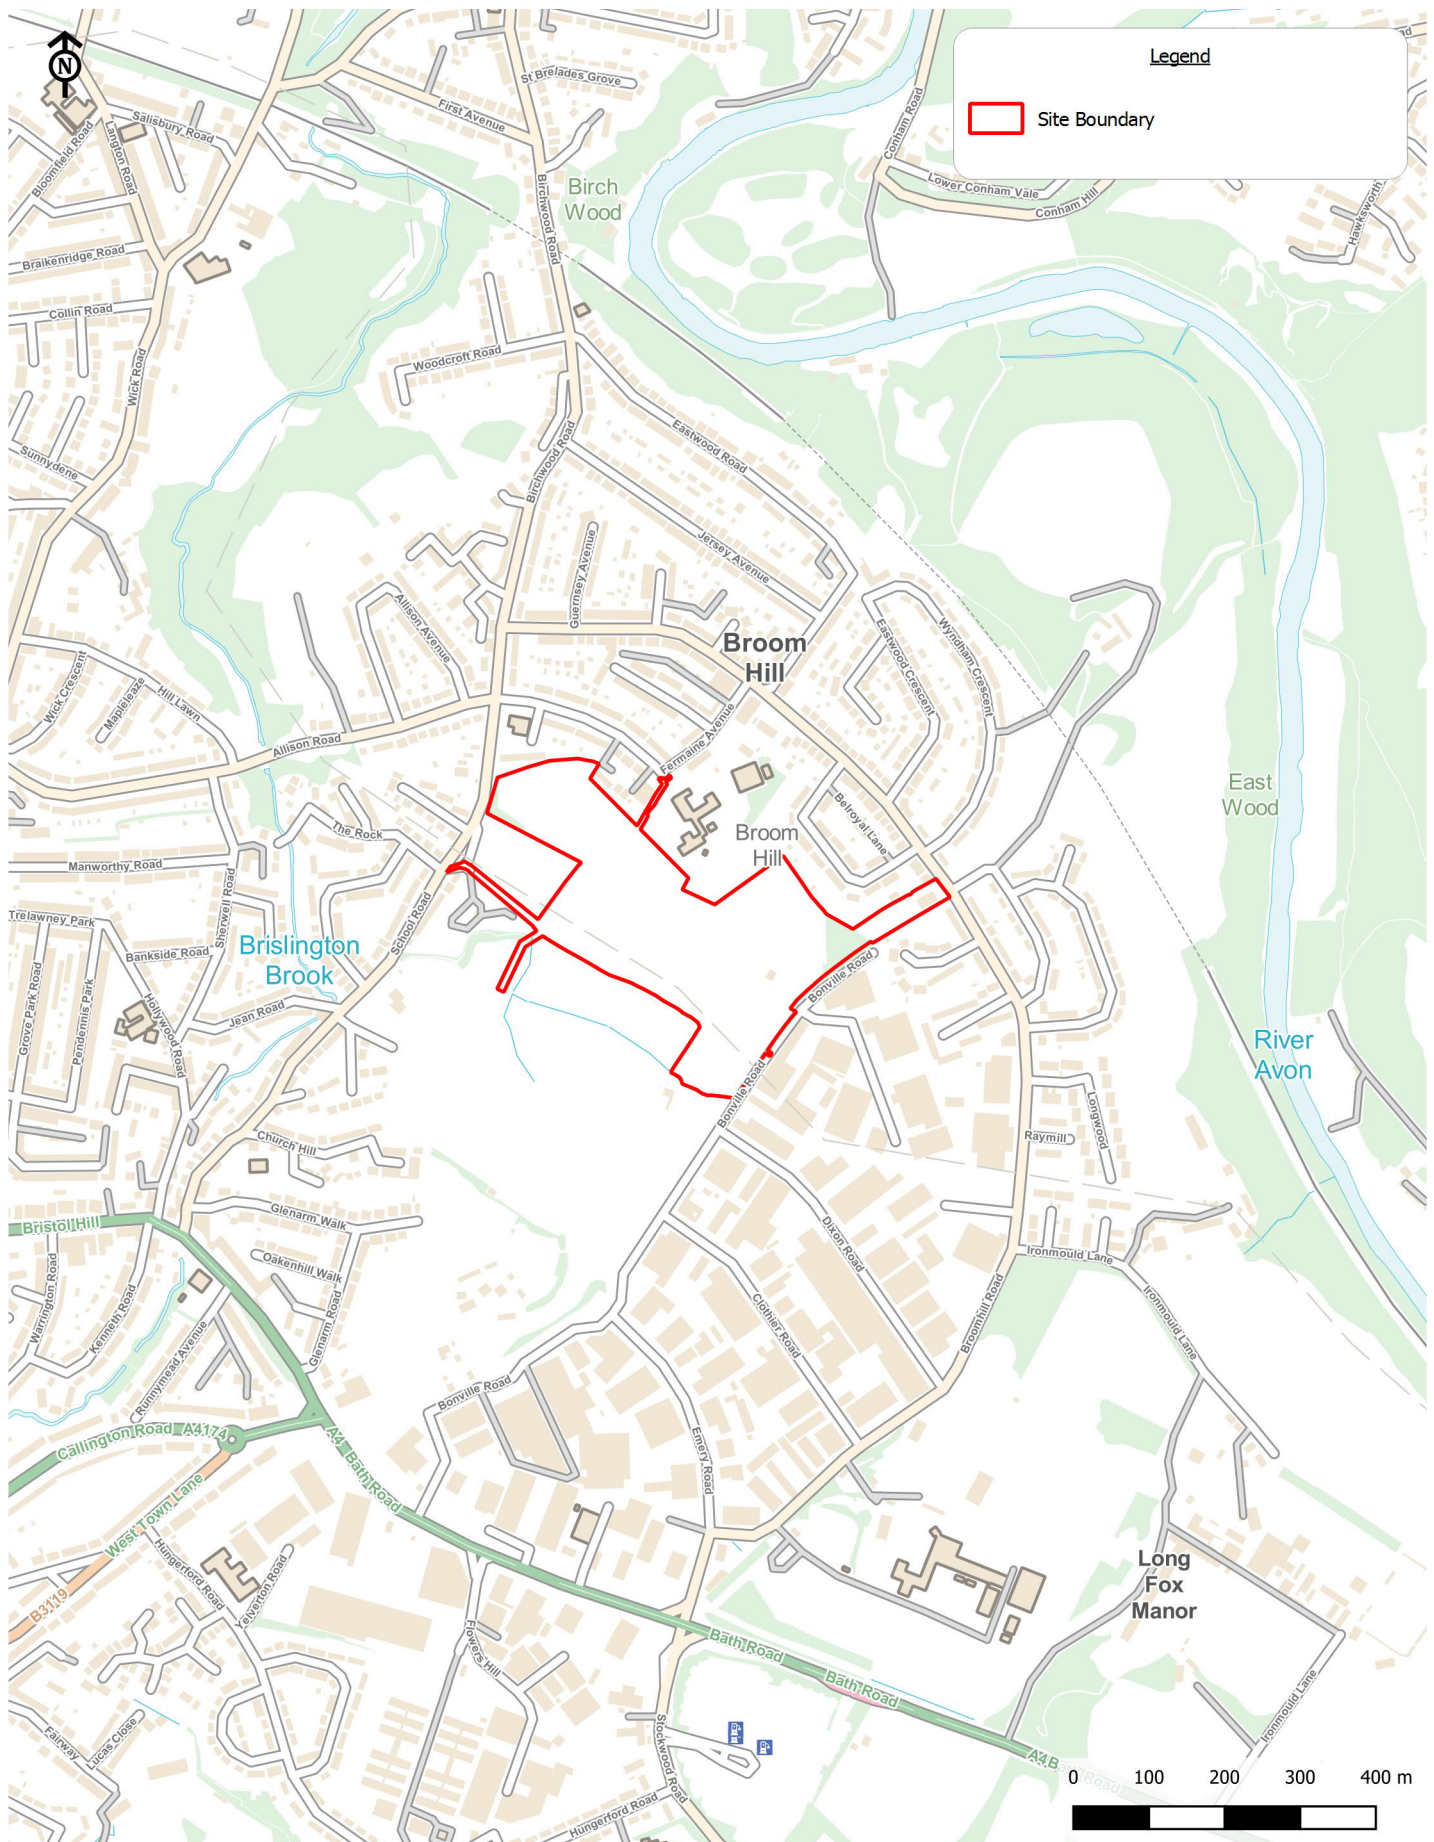 N
Legend
Site Boundary
St Brelades Grove
First Avenue
Salisbury Road
Langton Road
Bloomfield Road
Conham Road
Lower Conham Vale
Conham Hill
Birch
Wood
Birchwood Road
Braikenridge Road
Collin Road
Wick Road
Woodcroft Road
Sunnydene
Eastwood Road
Birchwood Road
Jersey Avenue
Guernsey Avenue
Allison Avenue
Broom
Hill
Eastwood Crescent
Wyndham Crescent
Wick Crescent
Mapleleaze
Hill Lawn
Allison Road
Fermaine Avenue
East
Wood
Belroyal Lane
Broom
Hill
The Rock
Manworthy Road
Sherwell Road
School Road
Trelawney Park
Bankside Road
Brislington
Brook
Grove Park Road
Pendennis Park
Hollywood Road
Jean Road
Bonville Road
River
Avon
Bonville Road
Longwood
Raymill
Church Hill
Glenarm Walk
Bristol Hill
Oakenhill Walk
Dixon Road
Ironmould Lane
Warrington Road
Kenneth Road
Glenarm Road
Runnymead Avenue
Clothier Road
Broomhill Road
Ironmould Lane
Bonville Road
Callington Road A4174
A4 Bath Road
Emery Road
West Town Lane
B3119
Hungerford Road
Yelverton Road
Long
Fox
Manor
Flowers Hill
Bath Road
Bath Road
Fairway
Lucas Close
Stockwood Road
Ironmould Lane
Hungerford Road
0 100 200 300 400 m